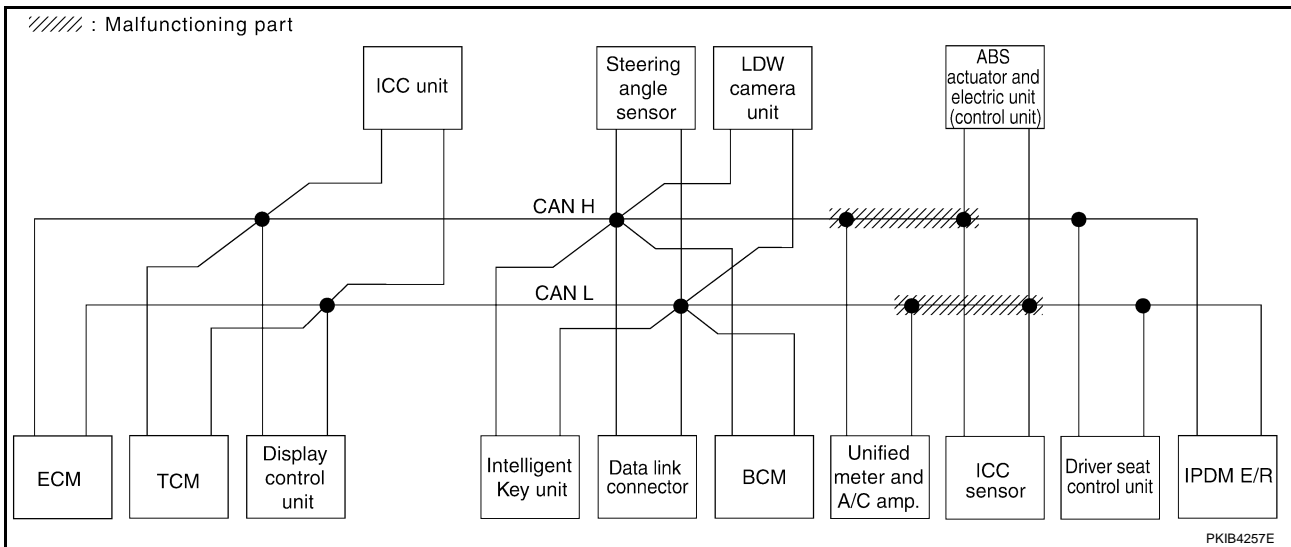 : Malfunctioning part
ICC unit
Steering
angle
sensor
LDW
camera
unit
ABS
actuator and
electric unit
(control unit)
CAN H
CAN L
ECM
TCM
Display
control
unit
Intelligent
Key unit
Data link
connector
BCM
Unified
meter and
A/C amp.
ICC
sensor
Driver seat
control unit
IPDM E/R
PKIB4257E